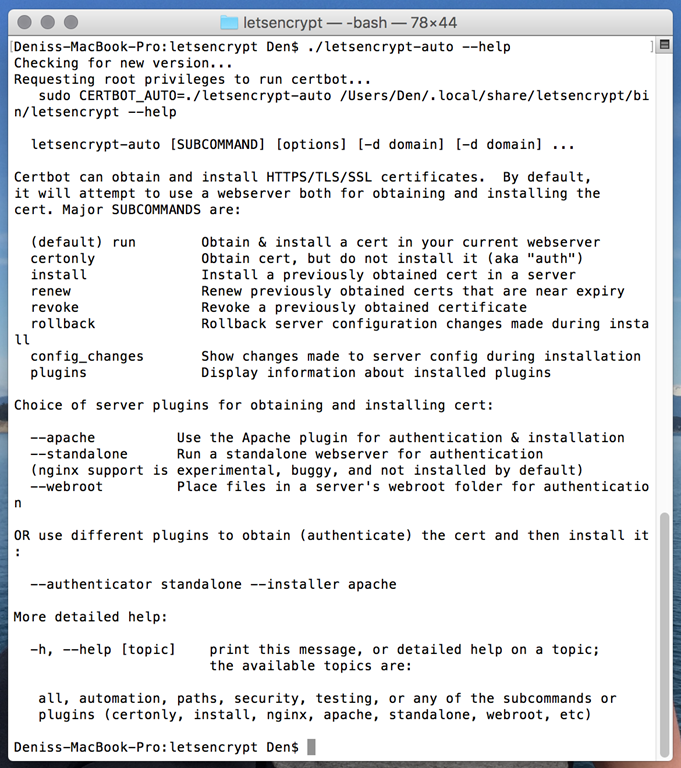 letsencrypt — -bash — 78×44
[Deniss-MacBook-Pro:letsencrypt Den$ ./letsencrypt-auto --help ]
Checking for new version...
Requesting root privileges to run certbot...
   sudo CERTBOT_AUTO=./letsencrypt-auto /Users/Den/.local/share/letsencrypt/bi
n/letsencrypt --help
  letsencrypt-auto [SUBCOMMAND] [options] [-d domain] [-d domain] ...
Certbot can obtain and install HTTPS/TLS/SSL certificates.  By default,
it will attempt to use a webserver both for obtaining and installing the
cert. Major SUBCOMMANDS are:
  (default) run        Obtain & install a cert in your current webserver
  certonly             Obtain cert, but do not install it (aka "auth")
  install              Install a previously obtained cert in a server
  renew                Renew previously obtained certs that are near expiry
  revoke               Revoke a previously obtained certificate
  rollback             Rollback server configuration changes made during insta
ll
  config_changes       Show changes made to server config during installation
  plugins              Display information about installed plugins
Choice of server plugins for obtaining and installing cert:
  --apache          Use the Apache plugin for authentication & installation
  --standalone      Run a standalone webserver for authentication
  (nginx support is experimental, buggy, and not installed by default)
  --webroot         Place files in a server's webroot folder for authenticatio
n
OR use different plugins to obtain (authenticate) the cert and then install it
:
  --authenticator standalone --installer apache
More detailed help:
  -h, --help [topic]    print this message, or detailed help on a topic;
                        the available topics are:
   all, automation, paths, security, testing, or any of the subcommands or
   plugins (certonly, install, nginx, apache, standalone, webroot, etc)
Deniss-MacBook-Pro:letsencrypt Den$